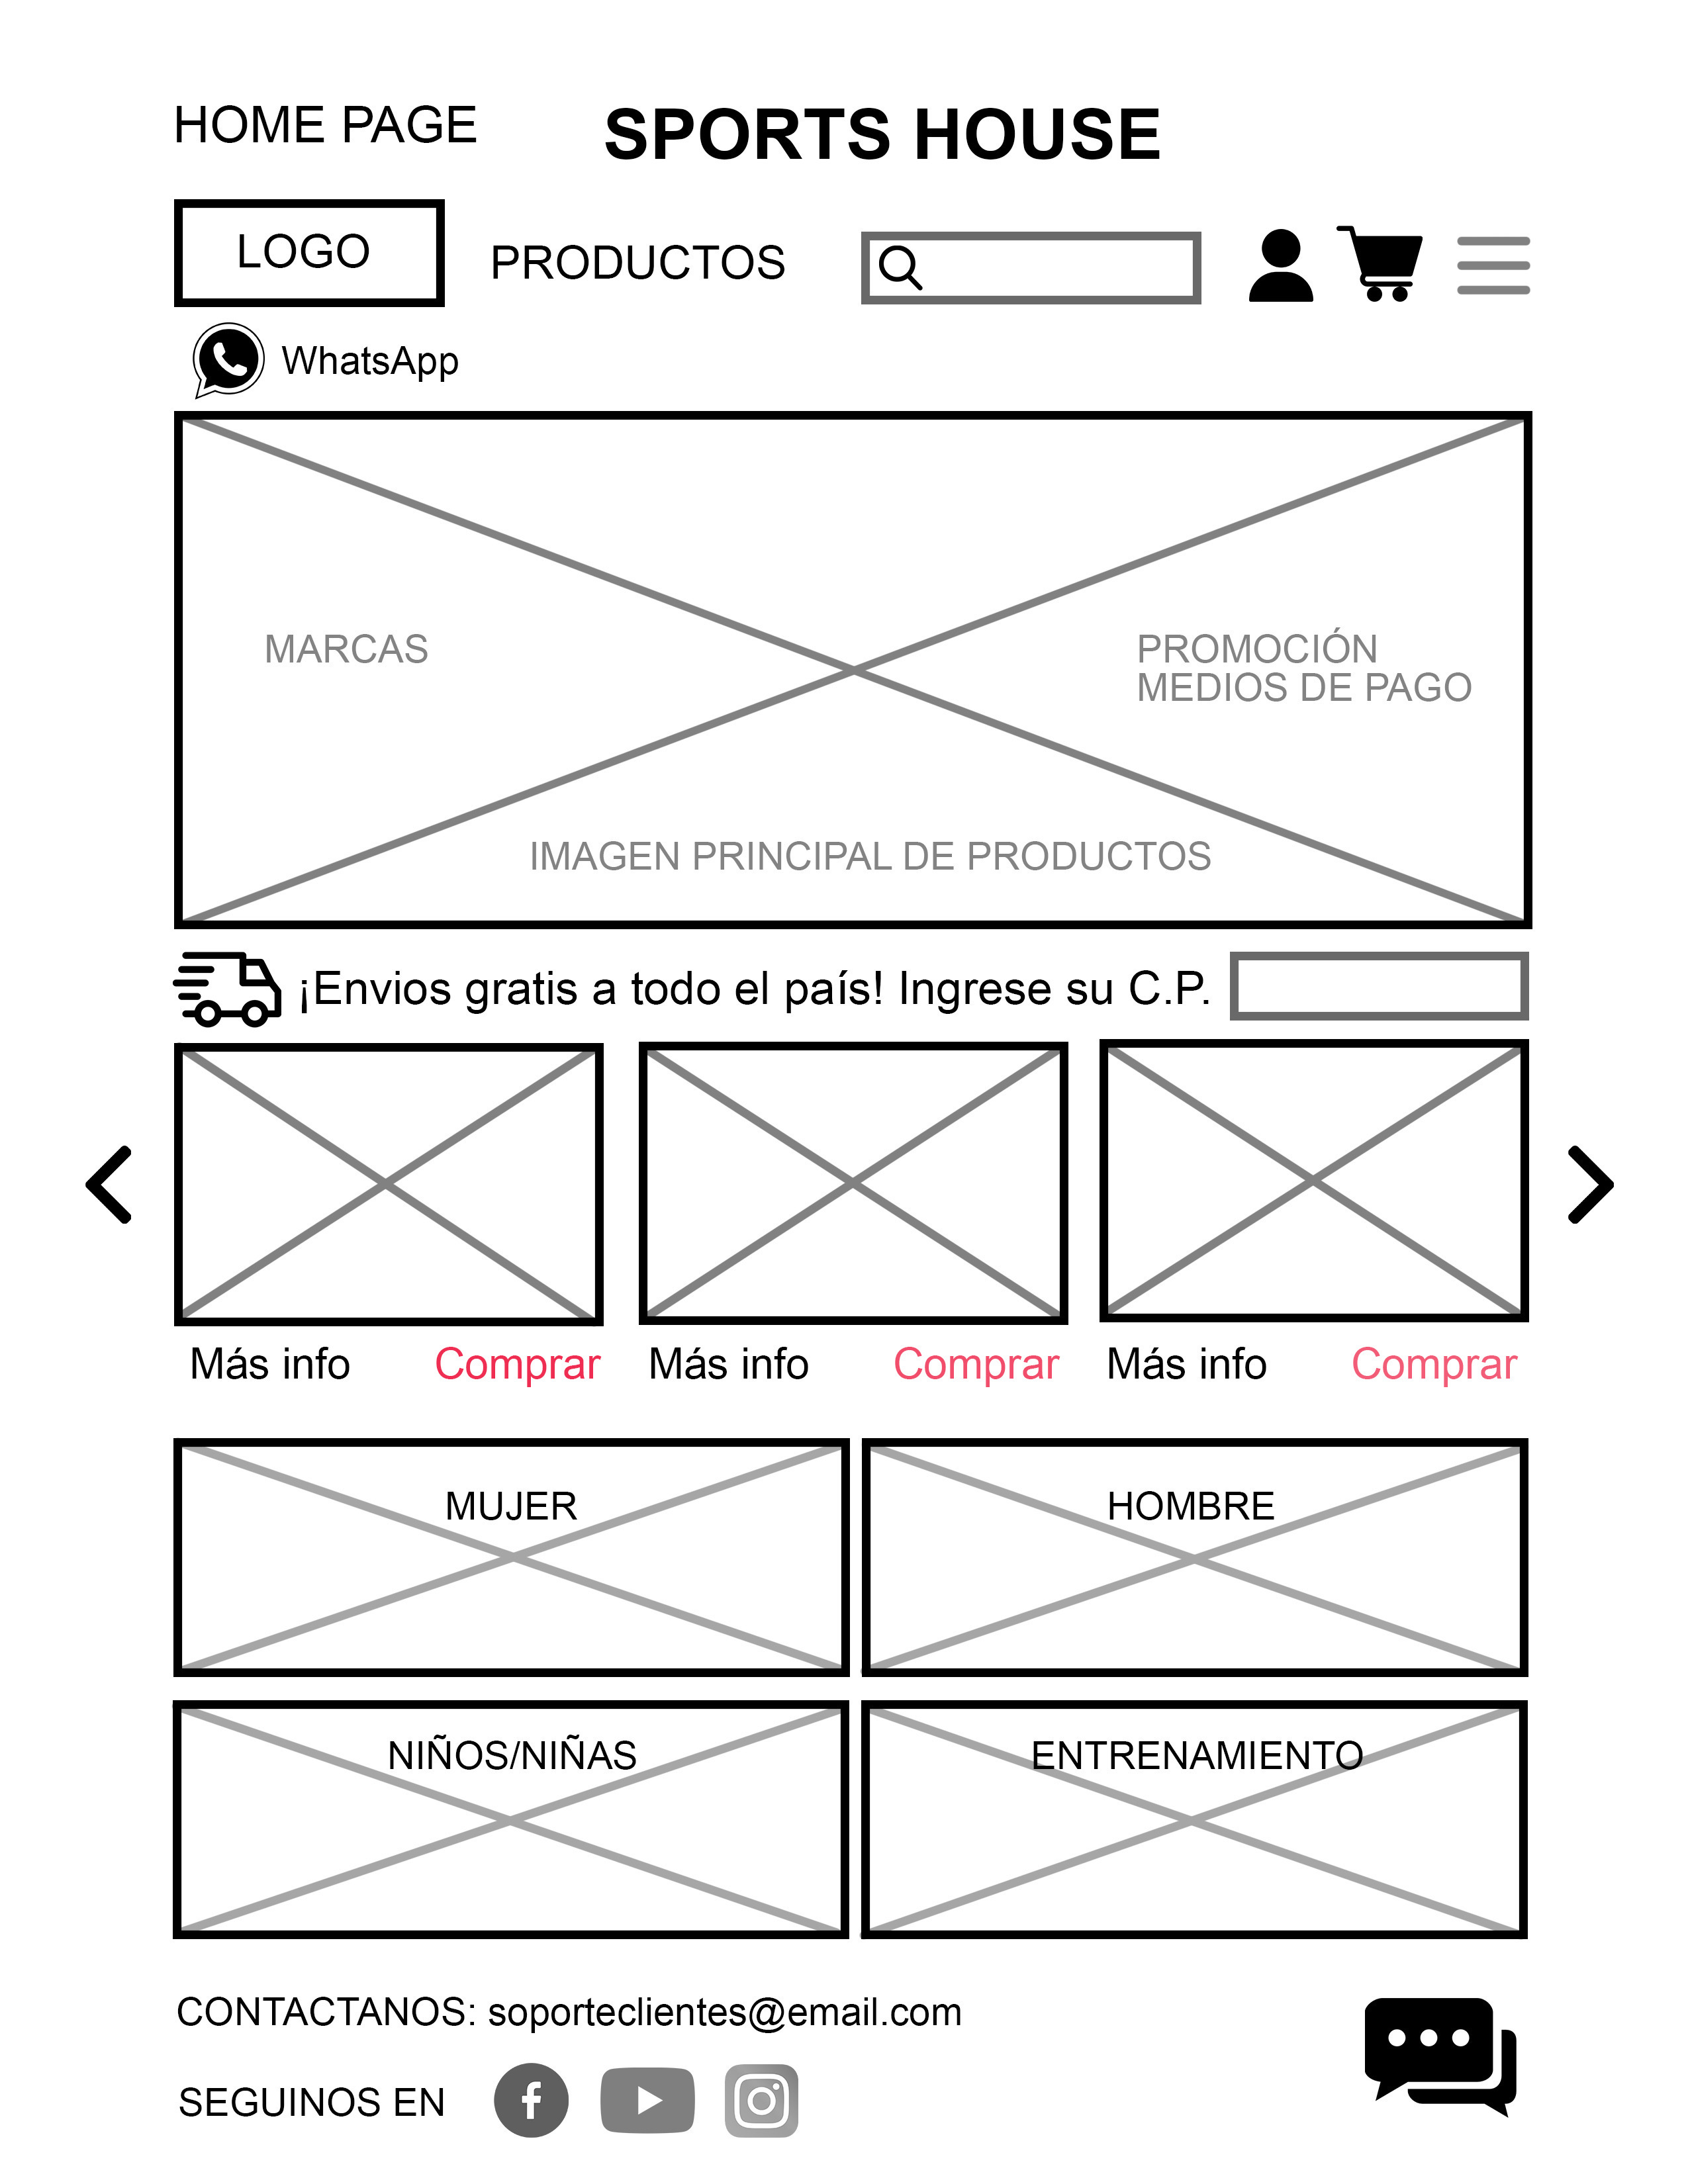 HOME PAGE
SPORTS HOUSE
LOGO
PRODUCTOS
WhatsApp
MARCAS
PROMOCIÓN
MEDIOS DE PAGO
IMAGEN PRINCIPAL DE PRODUCTOS
¡Envios gratis a todo el país! Ingrese su C.P.
Más info Comprar Más info Comprar Más info Comprar
MUJER
HOMBRE
NIÑOS/NIÑAS
ENTRENAMIENTO
CONTACTANOS: soporteclientes@email.com
SEGUINOS EN